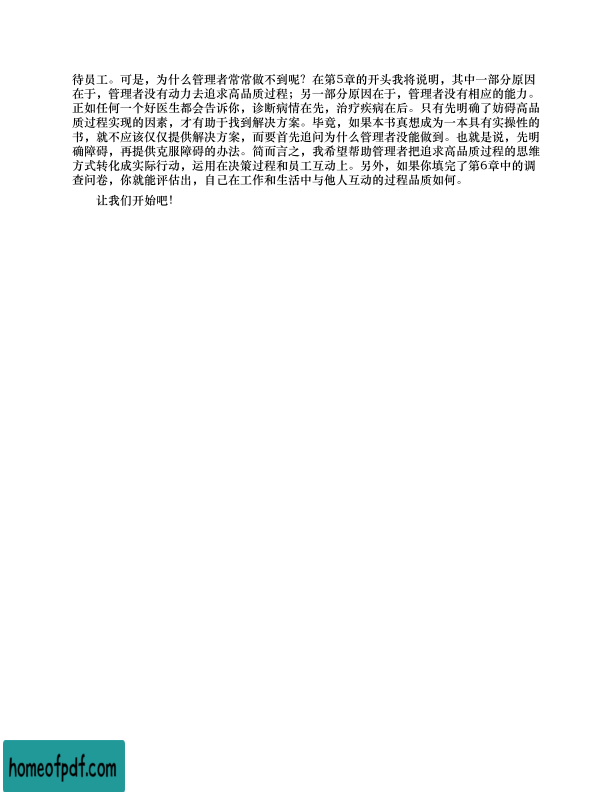 待员工。可是，为什么管理者常常做不到呢？在第5章的开头我将说明，其中一部分原因
在于，管理者没有动力去追求高品质过程；另一部分原因在于，管理者没有相应的能力。
正如任何一个好医生都会告诉你，诊断病情在先，治疗疾病在后。只有先明确了妨碍高品
质过程实现的因素，才有助于找到解决方案。毕竟，如果本书真想成为一本具有实操性的
书，就不应该仅仅提供解决方案，而要首先追问为什么管理者没能做到。也就是说，先明
确障碍，再提供克服障碍的办法。简而言之，我希望帮助管理者把追求高品质过程的思维
方式转化成实际行动，运用在决策过程和员工互动上。另外，如果你填完了第6章中的调
查问卷，你就能评估出，自己在工作和生活中与他人互动的过程品质如何。
让我们开始吧！
homeofpdf.com